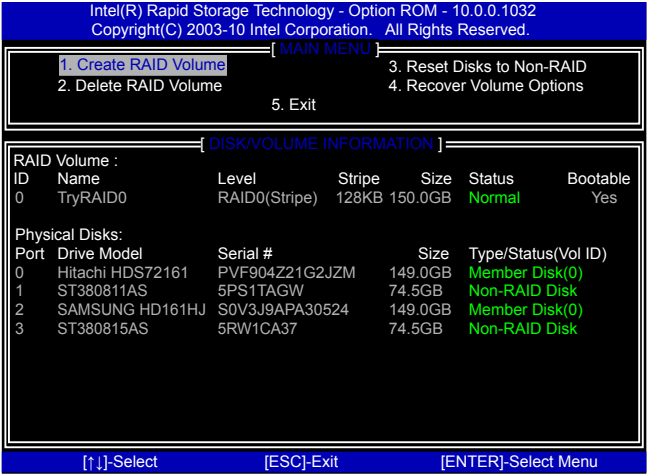 Intel(R) Rapid Storage Technology - Option ROM - 10.0.0.1032
Copyright(C) 2003-10 Intel Corporation. All Rights Reserved.
[ MAIN MENU ]
1. Create RAID Volume 3. Reset Disks to Non-RAID
2. Delete RAID Volume 4. Recover Volume Options
5. Exit
[ DISK/VOLUME INFORMATION ]
RAID Volume :
ID Name Level Stripe Size Status Bootable
0 TryRAID0 RAID0(Stripe) 128KB 150.0GB Normal Yes
Physical Disks:
Port Drive Model Serial # Size Type/Status(Vol ID)
0 Hitachi HDS72161 PVF904Z21G2JZM 149.0GB Member Disk(0)
1 ST380811AS 5PS1TAGW 74.5GB Non-RAID Disk
2 SAMSUNG HD161HJ S0V3J9APA30524 149.0GB Member Disk(0)
3 ST380815AS 5RW1CA37 74.5GB Non-RAID Disk
[↑↓]-Select [ESC]-Exit [ENTER]-Select Menu